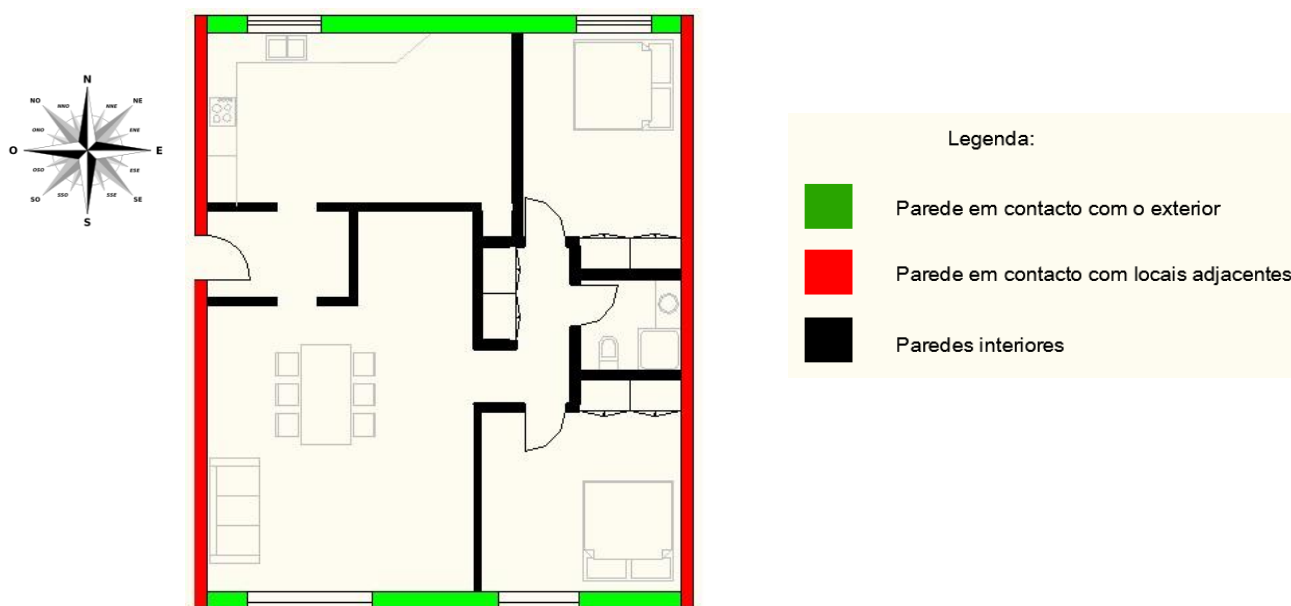 N
NO
NNO
NNE
NE
ONO
ENE
O
E
OSO
ESE
SO
SSO
SSE
SE
S
Legenda:
Parede em contacto com o exterior
Parede em contacto com locais adjacentes
Paredes interiores